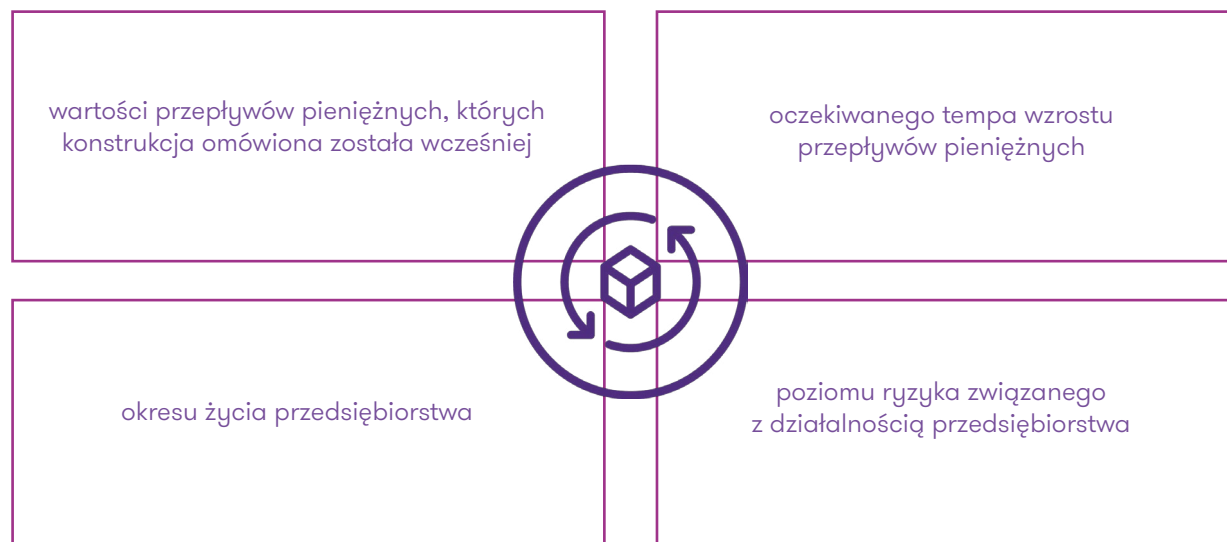 wartości przepływów pieniężnych, których
konstrukcja omówiona została wcześniej
oczekiwanego tempa wzrostu
przepływów pieniężnych
okresu życia przedsiębiorstwa
poziomu ryzyka związanego
z działalnością przedsiębiorstwa